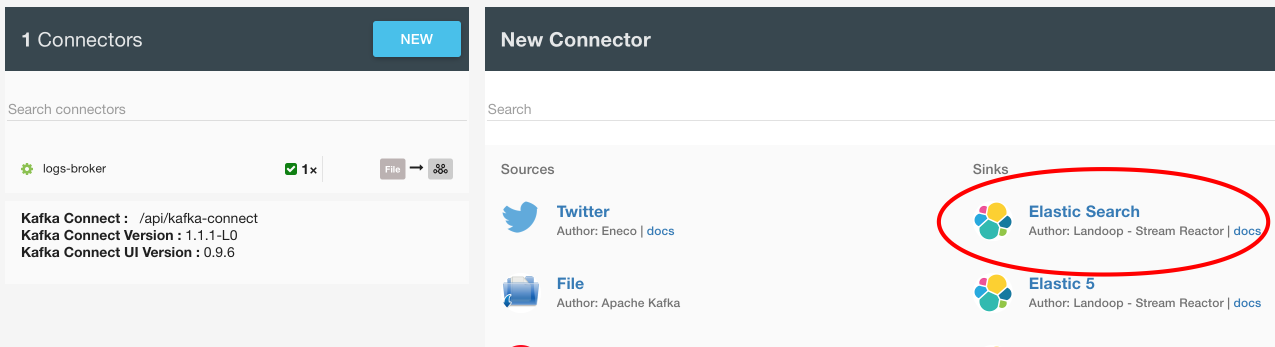 1 Connectors
NEW
Search connectors
logs-broker
1×
File
Kafka Connect : /api/kafka-connect
Kafka Connect Version : 1.1.1-L0
Kafka Connect UI Version : 0.9.6
New Connector
Search
Sources
Twitter
Author: Eneco | docs
File
Author: Apache Kafka
Sinks
Elastic Search
Author: Landoop - Stream Reactor | docs
Elastic 5
Author: Landoop - Stream Reactor | docs